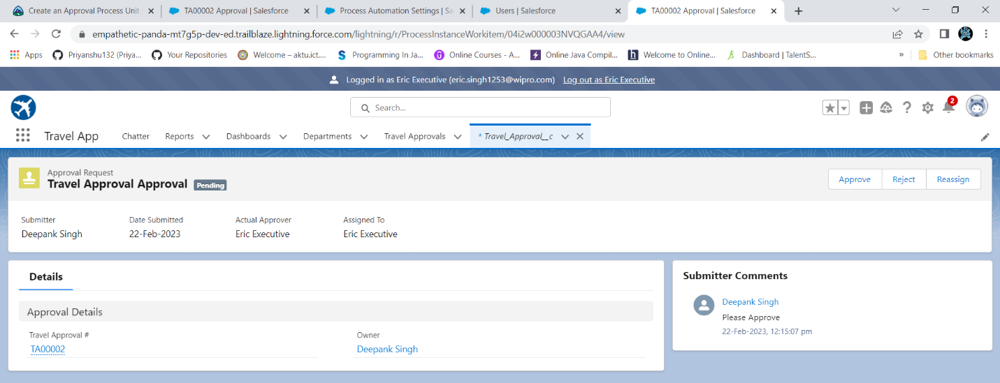 Create an Approval Process Unit
TA00002 Approval | Salesforce
Process Automation Settings | Sa
Users | Salesforce
TA00002 Approval | Salesforce
empathetic-panda-mt7g5p-dev-ed.trailblaze.lightning.force.com/lightning/r/ProcessInstanceWorkitem/04i2w000003NVQGAA4/view
Apps Priyanshu132 (Priya... Your Repositories Welcome – aktu.ict.... Programming In Ja... Online Courses - A... Online Java Compil... Welcome to Online... Dashboard | TalentS... » Other bookmarks
Logged in as Eric Executive (eric.singh1253@wipro.com) Log out as Eric Executive
Search...
2
Travel App Chatter Reports Dashboards Departments Travel Approvals * Travel_Approval__c
Approval Request
Travel Approval Approval Pending
Approve Reject Reassign
Submitter Date Submitted Actual Approver Assigned To
Deepank Singh 22-Feb-2023 Eric Executive Eric Executive
Details
Approval Details
Travel Approval # Owner
TA00002 Deepank Singh
Submitter Comments
Deepank Singh
Please Approve
22-Feb-2023, 12:15:07 pm